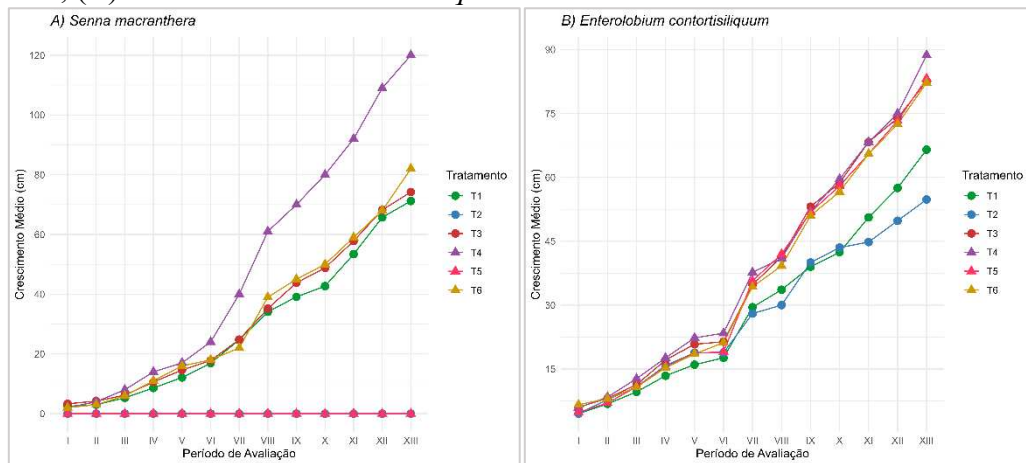 A) Senna macranthera
120
100
80
60
40
20
0
Crescimento Médio (cm)
I II III IV V VI VII VIII IX X XI XII XIII
Período de Avaliação
Tratamento
T1
T2
T3
T4
T5
T6
B) Enterolobium contortisiliquum
90
75
60
45
30
15
Crescimento Médio (cm)
I II III IV V VI VII VIII IX X XI XII XIII
Período de Avaliação
Tratamento
T1
T2
T3
T4
T5
T6